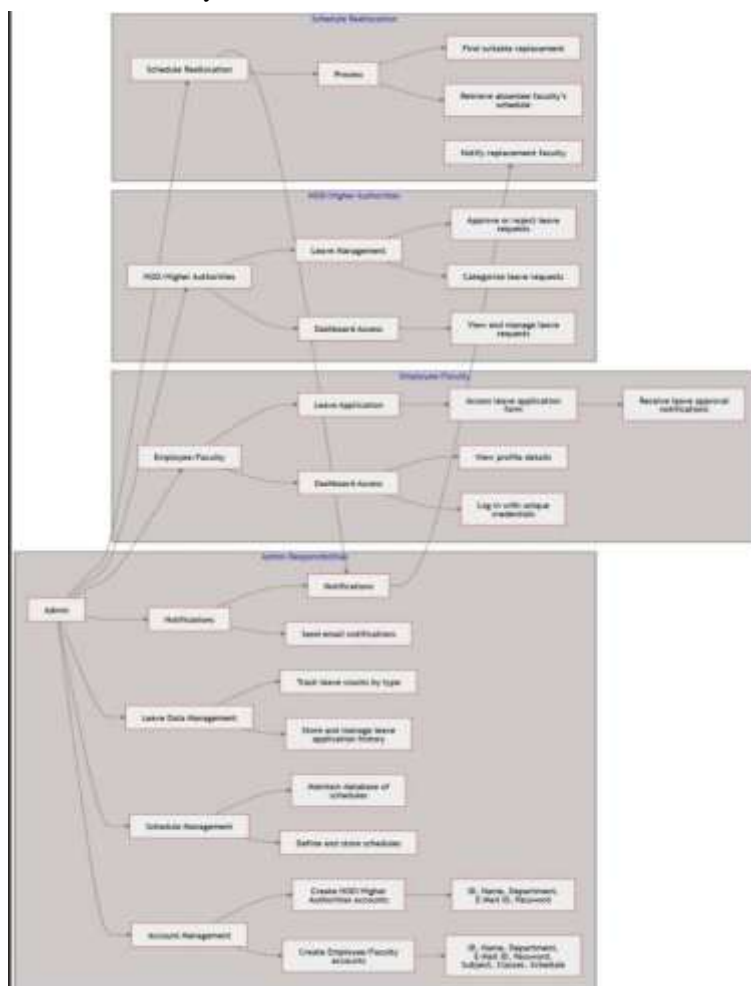 Schedule Reallocation
Find suitable replacement
Schedule Reallocation
Process
Retrieve absentee faculty's
schedule
Notify replacement faculty
HOD/Higher Authorities
Approve or reject leave
requests
Leave Management
HOD/Higher Authorities
Categorize leave requests
Dashboard Access
View and manage leave
requests
Employee/Faculty
Leave Application
Access leave application
form
Receive leave approval
notifications
Employee/Faculty
View profile details
Dashboard Access
Log in with unique
credentials
Admin Responsibilities
Notifications
Admin
Notifications
Send email notifications
Track leave counts by type
Leave Data Management
Store and manage leave
application history
Maintain database of
schedules
Schedule Management
Define and store schedules
Create HOD/Higher
Authorities accounts
ID, Name, Department,
E-Mail ID, Password
Account Management
Create Employee/Faculty
accounts
ID, Name, Department,
E-Mail ID, Password,
Subject, Classes, Schedule